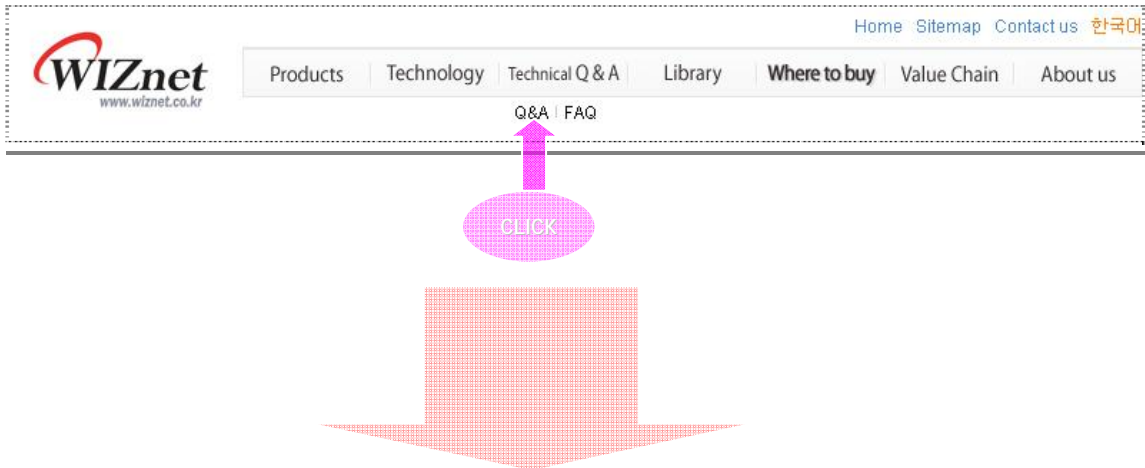 Home Sitemap Contact us 한국어
WIZnet
www.wiznet.co.kr
Products Technology Technical Q & A Library Where to buy Value Chain About us
Q&A FAQ
CLICK